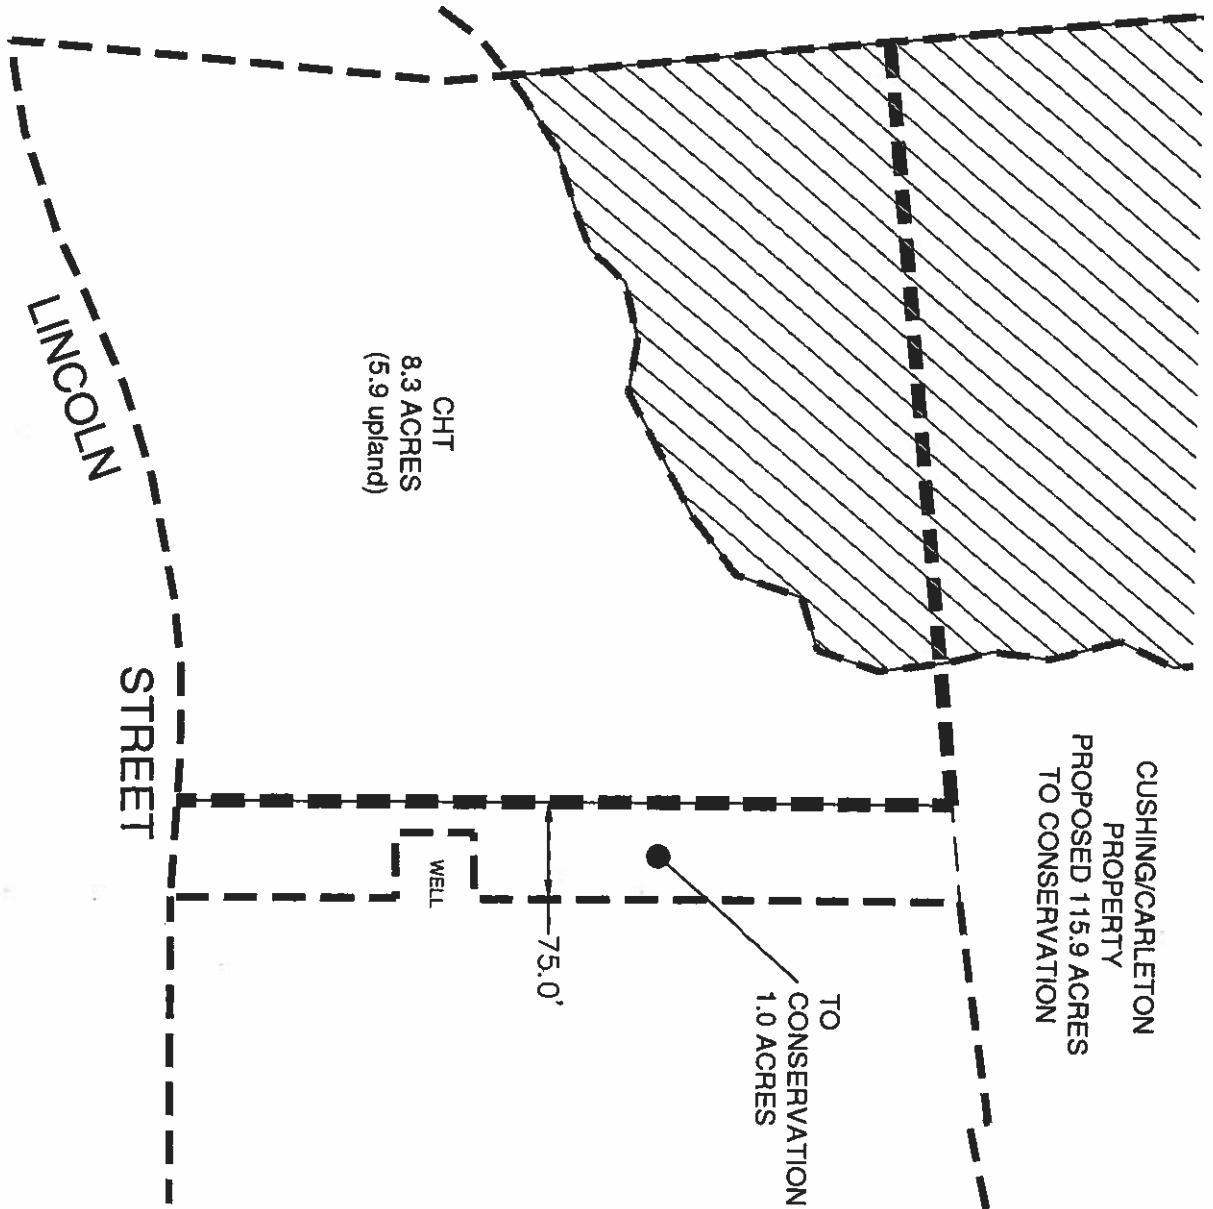 CUSHING/CARLETON
PROPERTY
PROPOSED 115.9 ACRES
TO CONSERVATION
TO
CONSERVATION
1.0 ACRES
75.0'
WELL
CHT
8.3 ACRES
(5.9 upland)
LINCOLN
STREET